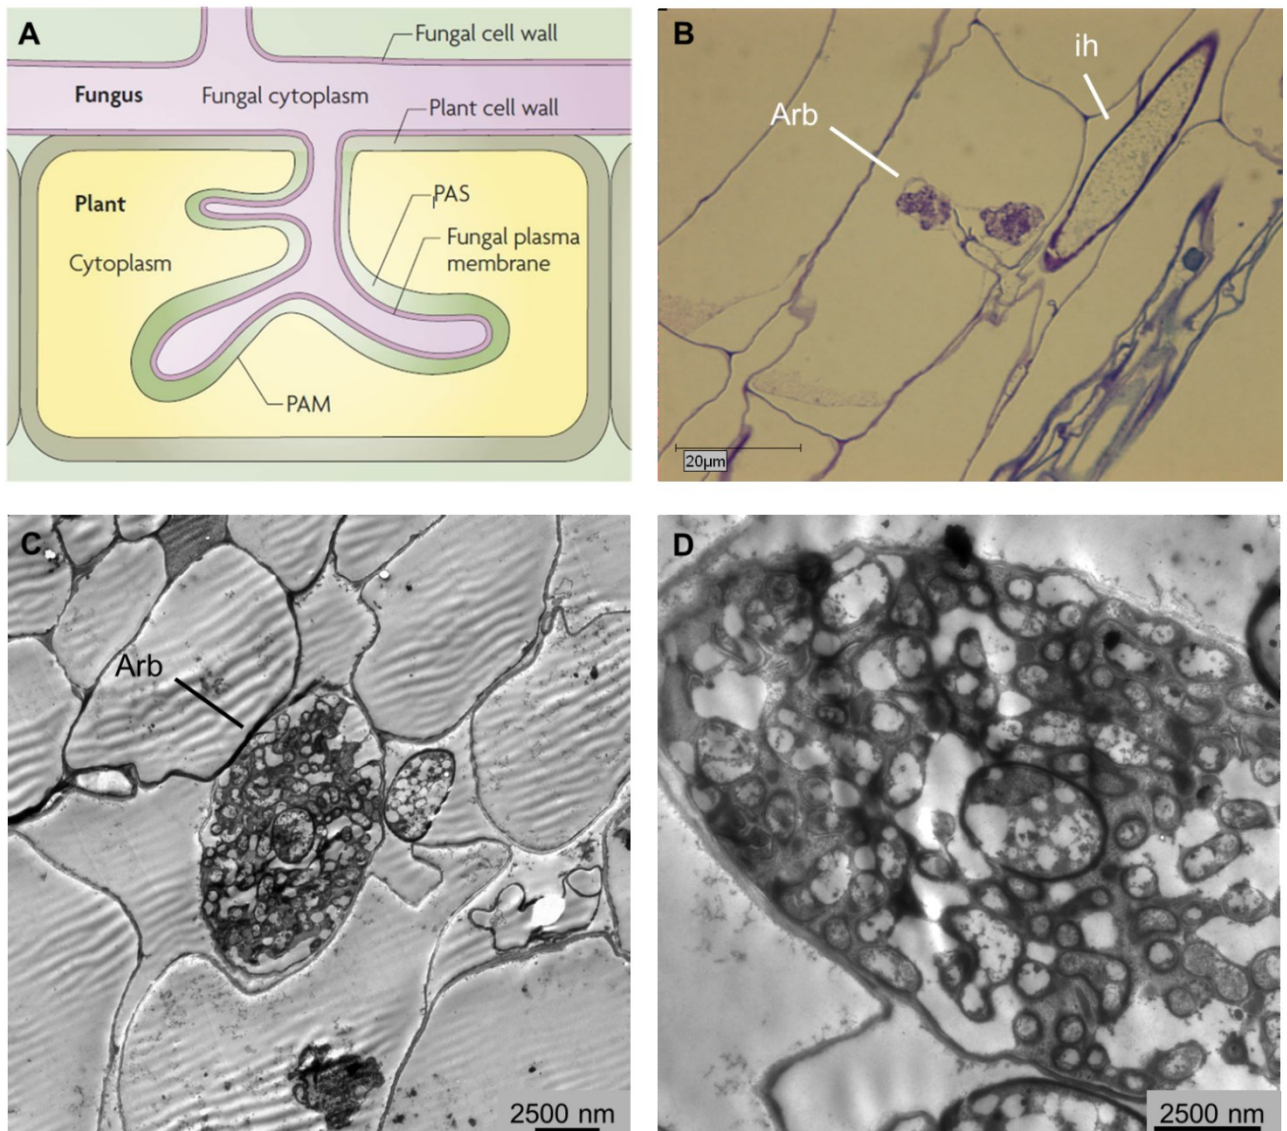 A
Fungal cell wall
Fungus
Fungal cytoplasm
Plant cell wall
Plant
PAS
Cytoplasm
Fungal plasma
membrane
PAM
B
ih
Arb
20µm
C
Arb
2500 nm
D
2500 nm